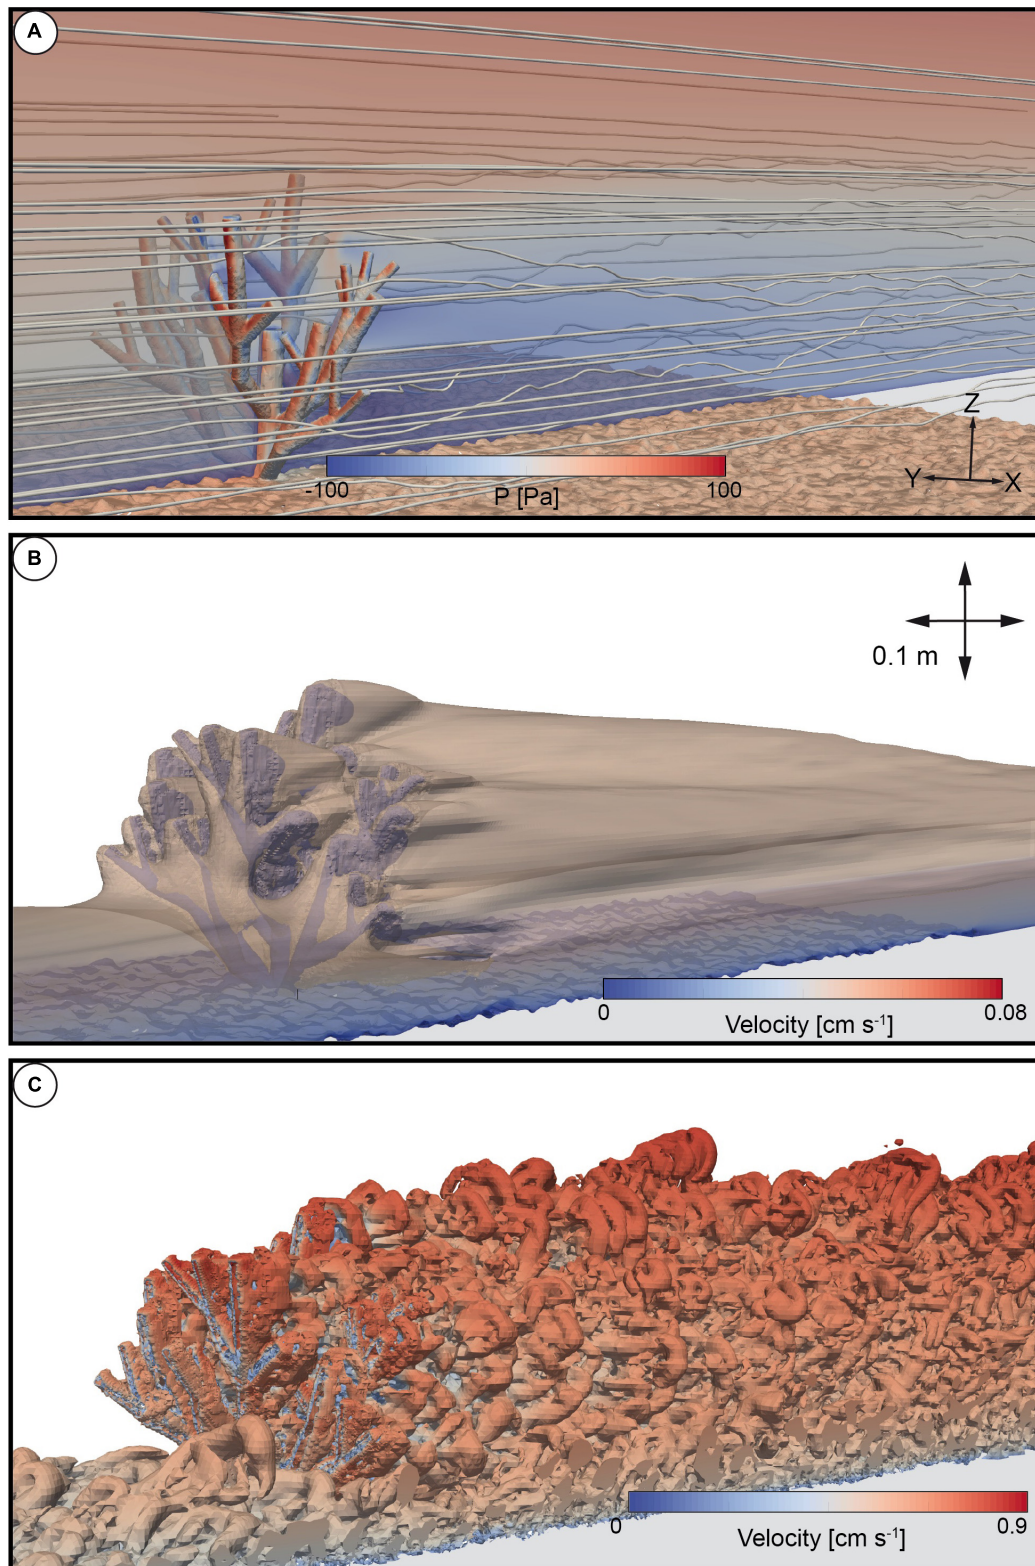 A
Z
Y X
-100 100
P [Pa]
B
0.1 m
0 0.08
Velocity [cm s⁻¹]
C
0 0.9
Velocity [cm s⁻¹]